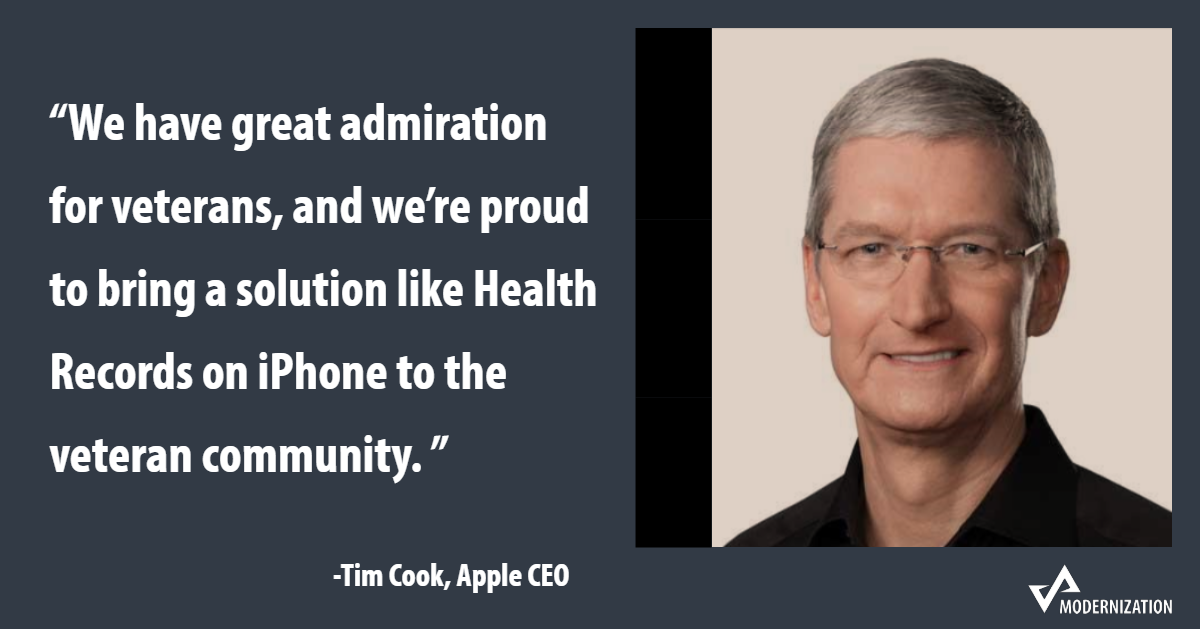 “We have great admiration
for veterans, and we’re proud
to bring a solution like Health
Records on iPhone to the
veteran community. ”
-Tim Cook, Apple CEO
VA
MODERNIZATION